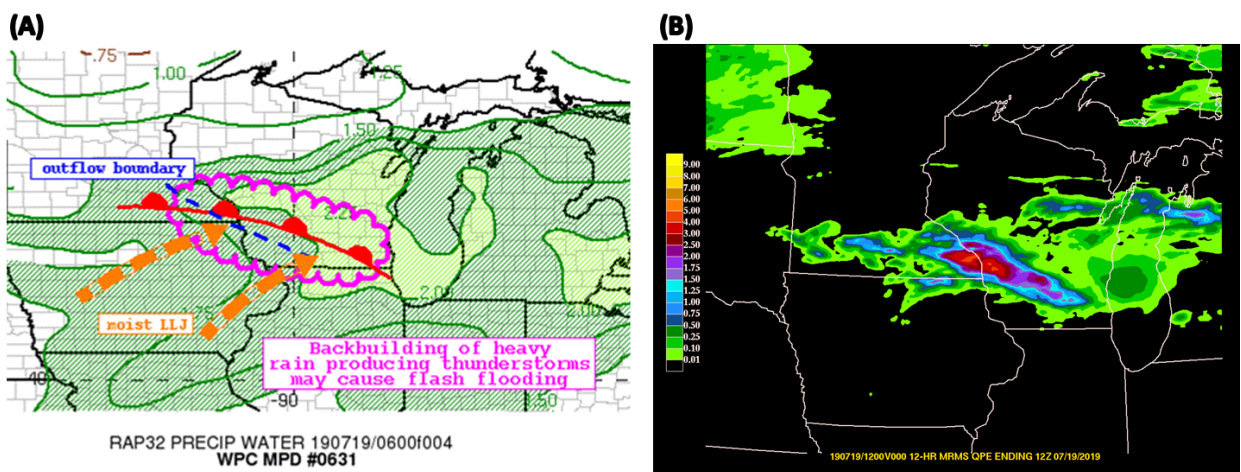 (A)
.75
1.00
1.25
1.50
outflow boundary
2.00
moist LLJ
2.00
Backbuilding of heavy
rain producing thunderstorms
may cause flash flooding
40
-90
1.50
RAP32 PRECIP WATER 190719/0600f004
WPC MPD #0631
(B)
9.00
8.00
7.00
6.00
5.00
4.00
3.00
2.50
2.00
1.75
1.50
1.25
1.00
0.75
0.50
0.25
0.10
0.01
190719/1200V000 12-HR MRMS QPE ENDING 12Z 07/19/2019